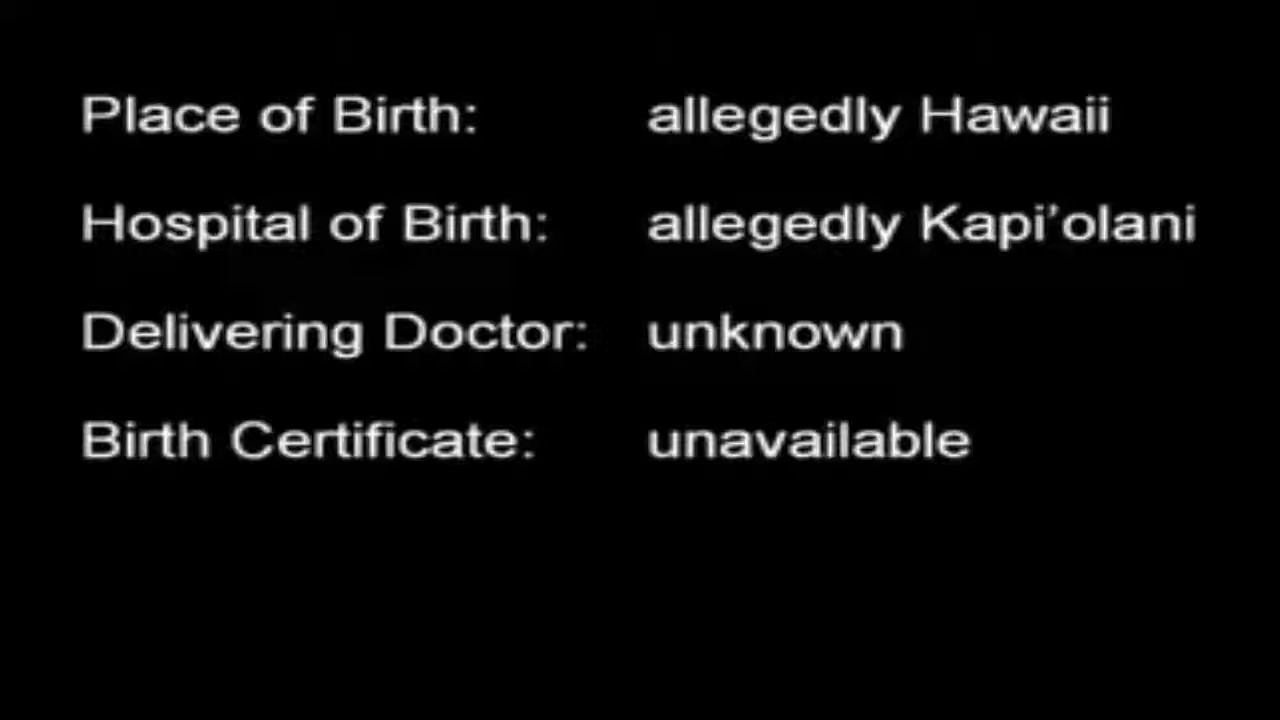 Place of Birth: allegedly Hawaii
Hospital of Birth: allegedly Kapi’olani
Delivering Doctor: unknown
Birth Certificate: unavailable